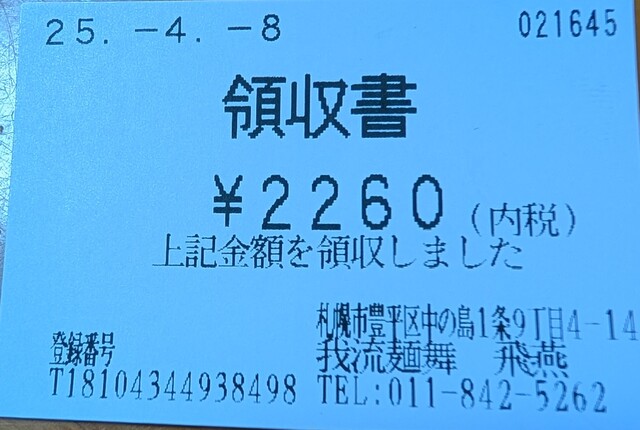 25.-4.-8 021645
領収書
¥2260(内税)
上記金額を領収しました
札幌市豊平区中の島1条9丁目4-14
登録番号 我流麺舞 飛燕
T1810434493849８ TEL:011-842-5262